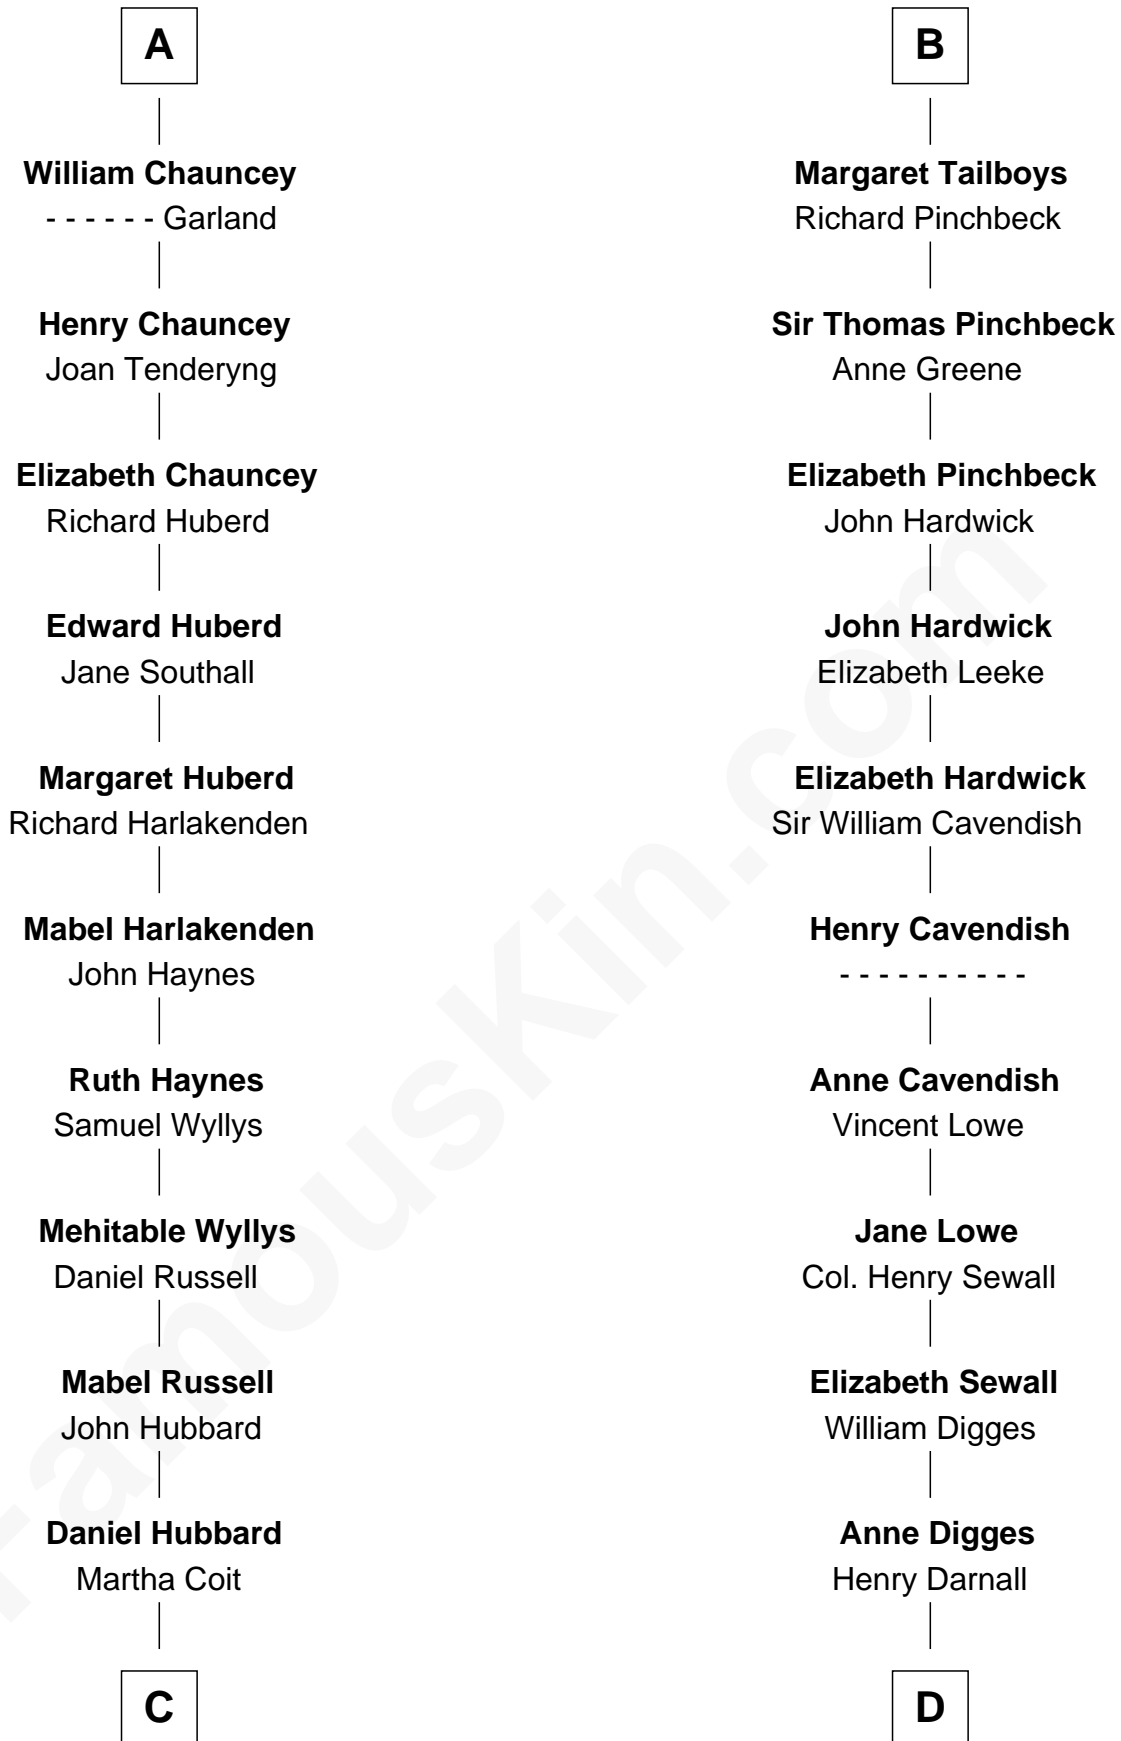 A
William Chauncey
- - - - - - Garland
Henry Chauncey
Joan Tenderyng
Elizabeth Chauncey
Richard Huberd
Edward Huberd
Jane Southall
Margaret Huberd
Richard Harlakenden
Mabel Harlakenden
John Haynes
Ruth Haynes
Samuel Wyllys
Mehitable Wyllys
Daniel Russell
Mabel Russell
John Hubbard
Daniel Hubbard
Martha Coit
C
B
Margaret Tailboys
Richard Pinchbeck
Sir Thomas Pinchbeck
Anne Greene
Elizabeth Pinchbeck
John Hardwick
John Hardwick
Elizabeth Leeke
Elizabeth Hardwick
Sir William Cavendish
Henry Cavendish
- - - - - - - - - -
Anne Cavendish
Vincent Lowe
Jane Lowe
Col. Henry Sewall
Elizabeth Sewall
William Digges
Anne Digges
Henry Darnall
D
FamousKin.com